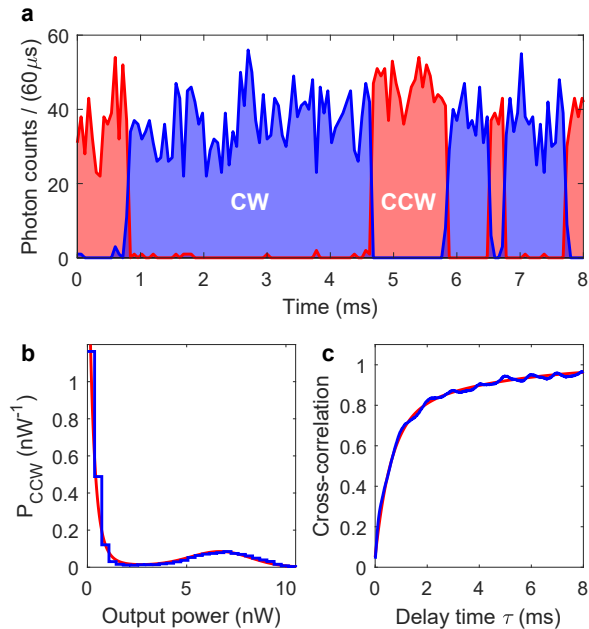 a
Photon counts / (60μs)
60
40
20
0
CW
CCW
0 1 2 3 4 5 6 7 8
Time (ms)
b
P_CCW (nW⁻¹)
1
0.8
0.6
0.4
0.2
0
0 5 10
Output power (nW)
c
Cross-correlation
1
0.8
0.6
0.4
0.2
0
0 2 4 6 8
Delay time τ (ms)